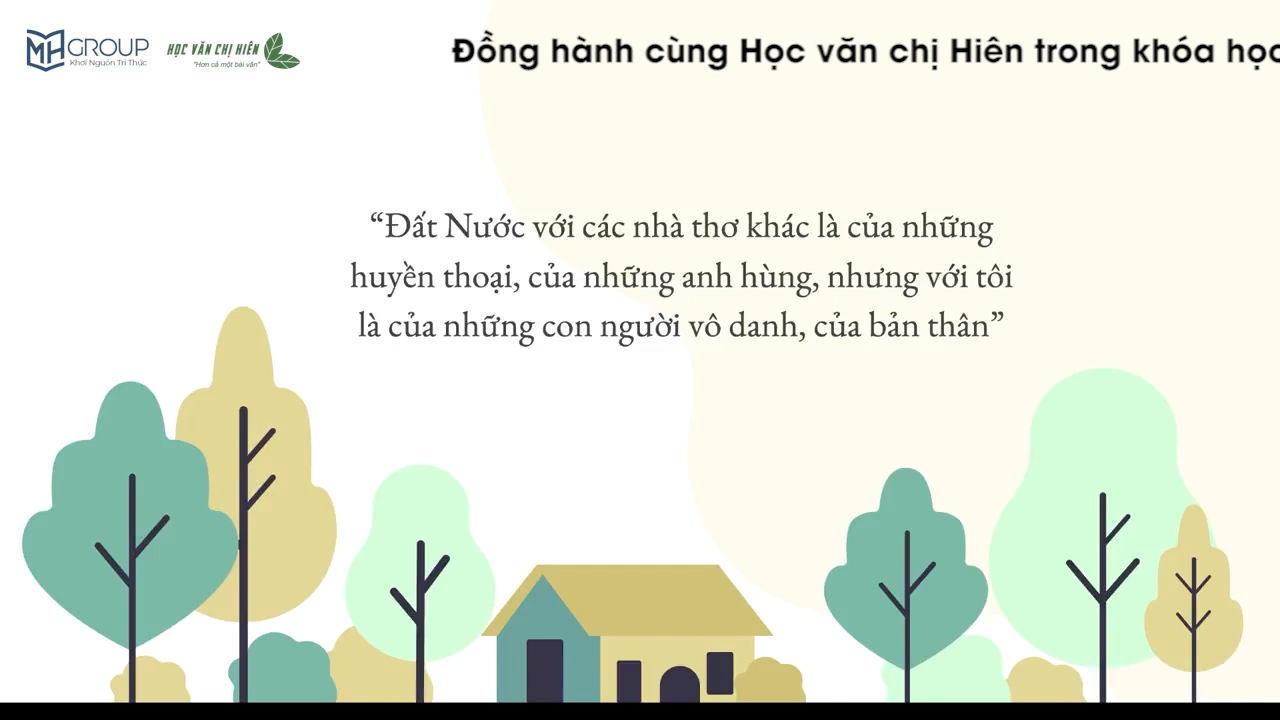 MH GROUP
Khơi Nguồn Tri Thức
HỌC VĂN CHỊ HIÊN
"Hơn cả một bài văn"
Đồng hành cùng Học văn chị Hiên trong khóa học
“Đất Nước với các nhà thơ khác là của những
huyền thoại, của những anh hùng, nhưng với tôi
là của những con người vô danh, của bản thân”